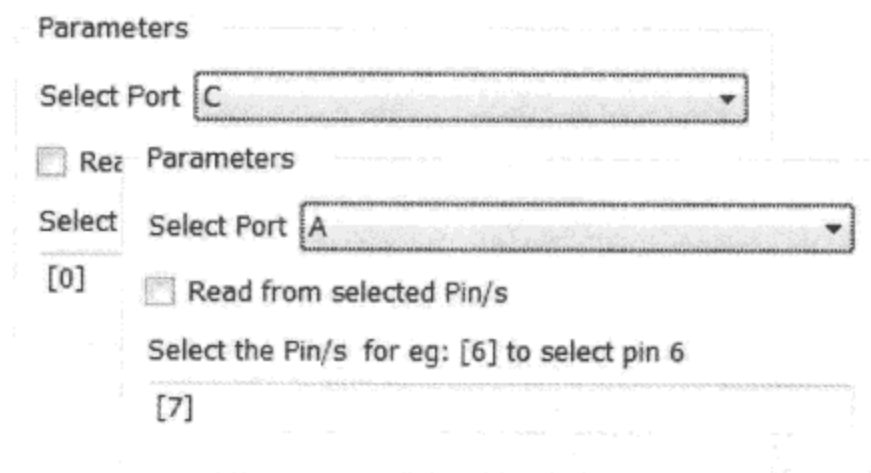 Parameters
Select Port C
Rea
Select
[0]
Parameters
Select Port A
Read from selected Pin/s
Select the Pin/s for eg: [6] to select pin 6
[7]